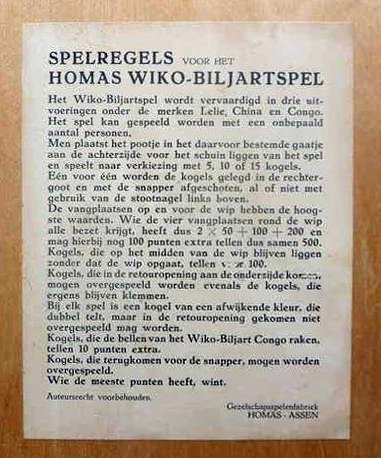 SPELREGELS VOOR HET
HOMAS WIKO-BILJARTSPEL
Het Wiko-Biljartspel wordt vervaardigd in drie uit-
voeringen onder de merken Lelie, China en Congo.
Het spel kan gespeeld worden met een onbepaald
aantal personen.
Men plaatst het pootje in het daarvoor bestemde gaatje
aan de achterzijde voor het schuin liggen van het spel
en speelt naar verkiezing met 5, 10 of 15 kogels.
Eén voor één worden de kogels gelegd in de rechter-
goot en met de snapper afgeschoten, al of niet met
gebruik van de stootnagel links boven.
De vangplaatsen op en voor de wip hebben de hoog-
ste waarden. Wie de vier vangplaatsen rond de wip
alle bezet krijgt, heeft dus 2 × 50 + 100 + 200 en
mag hierbij nog 100 punten extra tellen dus samen 500.
Kogels, die op het midden van de wip blijven liggen
zonder dat de wip opgaat, tellen 100.
Kogels, die in de retouropening aan de onderzijde
mogen overgespeeld worden evenals de kogels, die
ergens blijven klemmen.
Bij elk spel is een kogel van een afwijkende kleur, die
dubbel telt, maar in de retouropening gekomen niet
overgespeeld mag worden.
Kogels, die de bellen van het Wiko-Biljart Congo raken,
tellen 10 punten extra.
Kogels, die terugkomen voor de snapper, mogen worden
overgespeeld.
Wie de meeste punten heeft, wint.
Auteursrecht voorbehouden.
Gezelschapsspelenfabriek
HOMAS - ASSEN